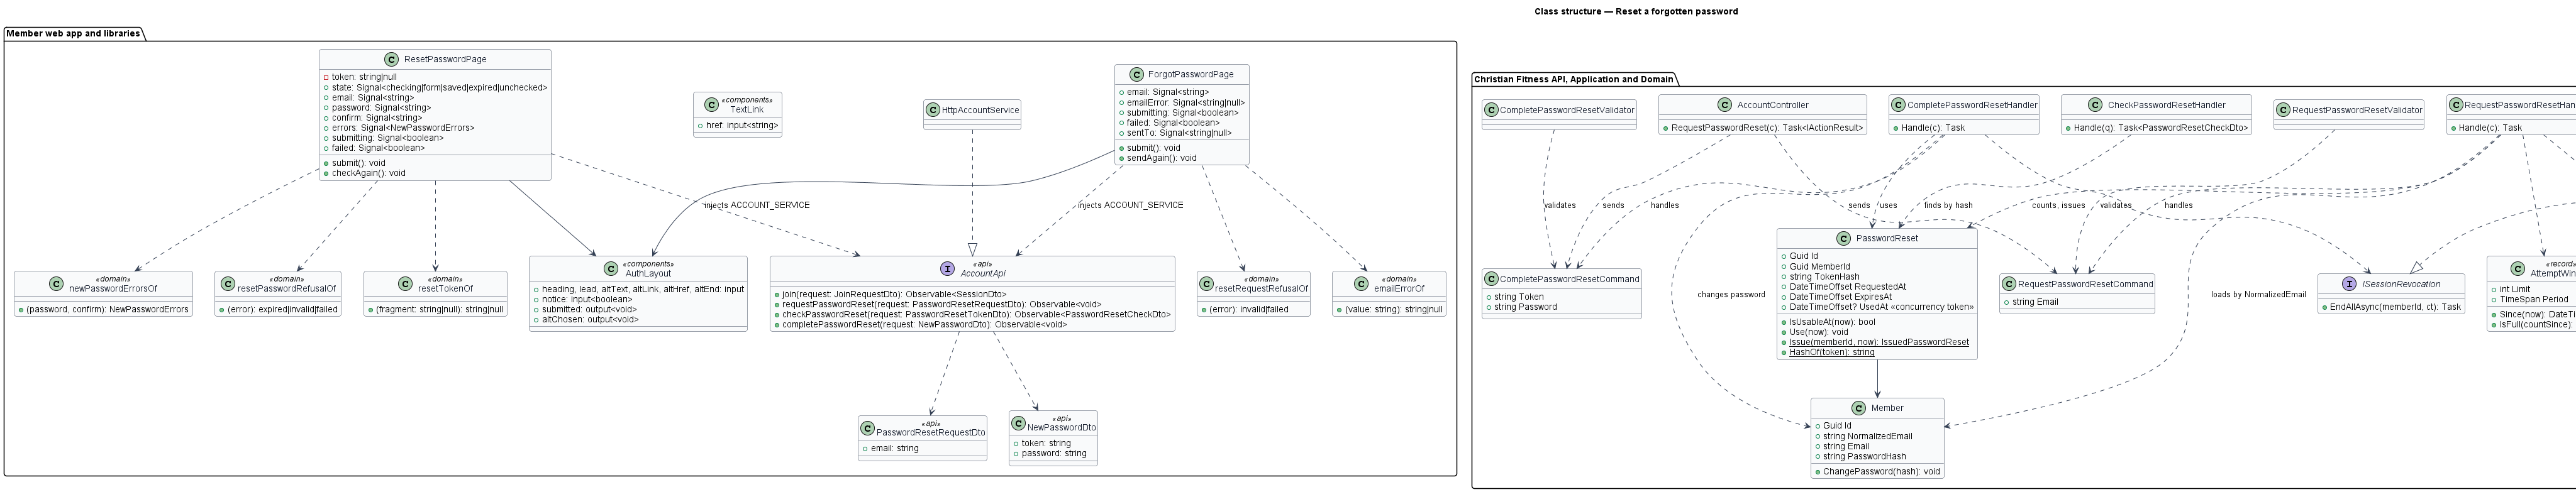 Class structure — Reset a forgotten password
Member web app and libraries
ResetPasswordPage
token: string|null
state: Signal<checking|form|saved|expired|unchecked>
email: Signal<string>
password: Signal<string>
confirm: Signal<string>
errors: Signal<NewPasswordErrors>
submitting: Signal<boolean>
failed: Signal<boolean>
submit(): void
checkAgain(): void
«components»
TextLink
href: input<string>
HttpAccountService
ForgotPasswordPage
email: Signal<string>
emailError: Signal<string|null>
submitting: Signal<boolean>
failed: Signal<boolean>
sentTo: Signal<string|null>
submit(): void
sendAgain(): void
injects ACCOUNT_SERVICE
injects ACCOUNT_SERVICE
«domain»
newPasswordErrorsOf
(password, confirm): NewPasswordErrors
«domain»
resetPasswordRefusalOf
(error): expired|invalid|failed
«domain»
resetTokenOf
(fragment: string|null): string|null
«components»
AuthLayout
heading, lead, altText, altLink, altHref, altEnd: input
notice: input<boolean>
submitted: output<void>
altChosen: output<void>
«api»
AccountApi
join(request: JoinRequestDto): Observable<SessionDto>
requestPasswordReset(request: PasswordResetRequestDto): Observable<void>
checkPasswordReset(request: PasswordResetTokenDto): Observable<PasswordResetCheckDto>
completePasswordReset(request: NewPasswordDto): Observable<void>
«domain»
resetRequestRefusalOf
(error): invalid|failed
«domain»
emailErrorOf
(value: string): string|null
«api»
PasswordResetRequestDto
email: string
«api»
NewPasswordDto
token: string
password: string
Christian Fitness API, Application and Domain
CompletePasswordResetValidator
AccountController
RequestPasswordReset(c): Task<IActionResult>
CompletePasswordResetHandler
Handle(c): Task
CheckPasswordResetHandler
Handle(q): Task<PasswordResetCheckDto>
RequestPasswordResetValidator
RequestPasswordResetHan
Handle(c): Task
validates
sends
handles
sends
uses
finds by hash
counts, issues
validates
handles
CompletePasswordResetCommand
string Token
string Password
changes password
PasswordReset
Guid Id
Guid MemberId
string TokenHash
DateTimeOffset RequestedAt
DateTimeOffset ExpiresAt
DateTimeOffset? UsedAt «concurrency token»
IsUsableAt(now): bool
Use(now): void
Issue(memberId, now): IssuedPasswordReset
HashOf(token): string
RequestPasswordResetCommand
string Email
loads by NormalizedEmail
ISessionRevocation
EndAllAsync(memberId, ct): Task
«record»
AttemptWin
int Limit
TimeSpan Period
Since(now): DateTi
IsFull(countSince):
Member
Guid Id
string NormalizedEmail
string Email
string PasswordHash
ChangePassword(hash): void